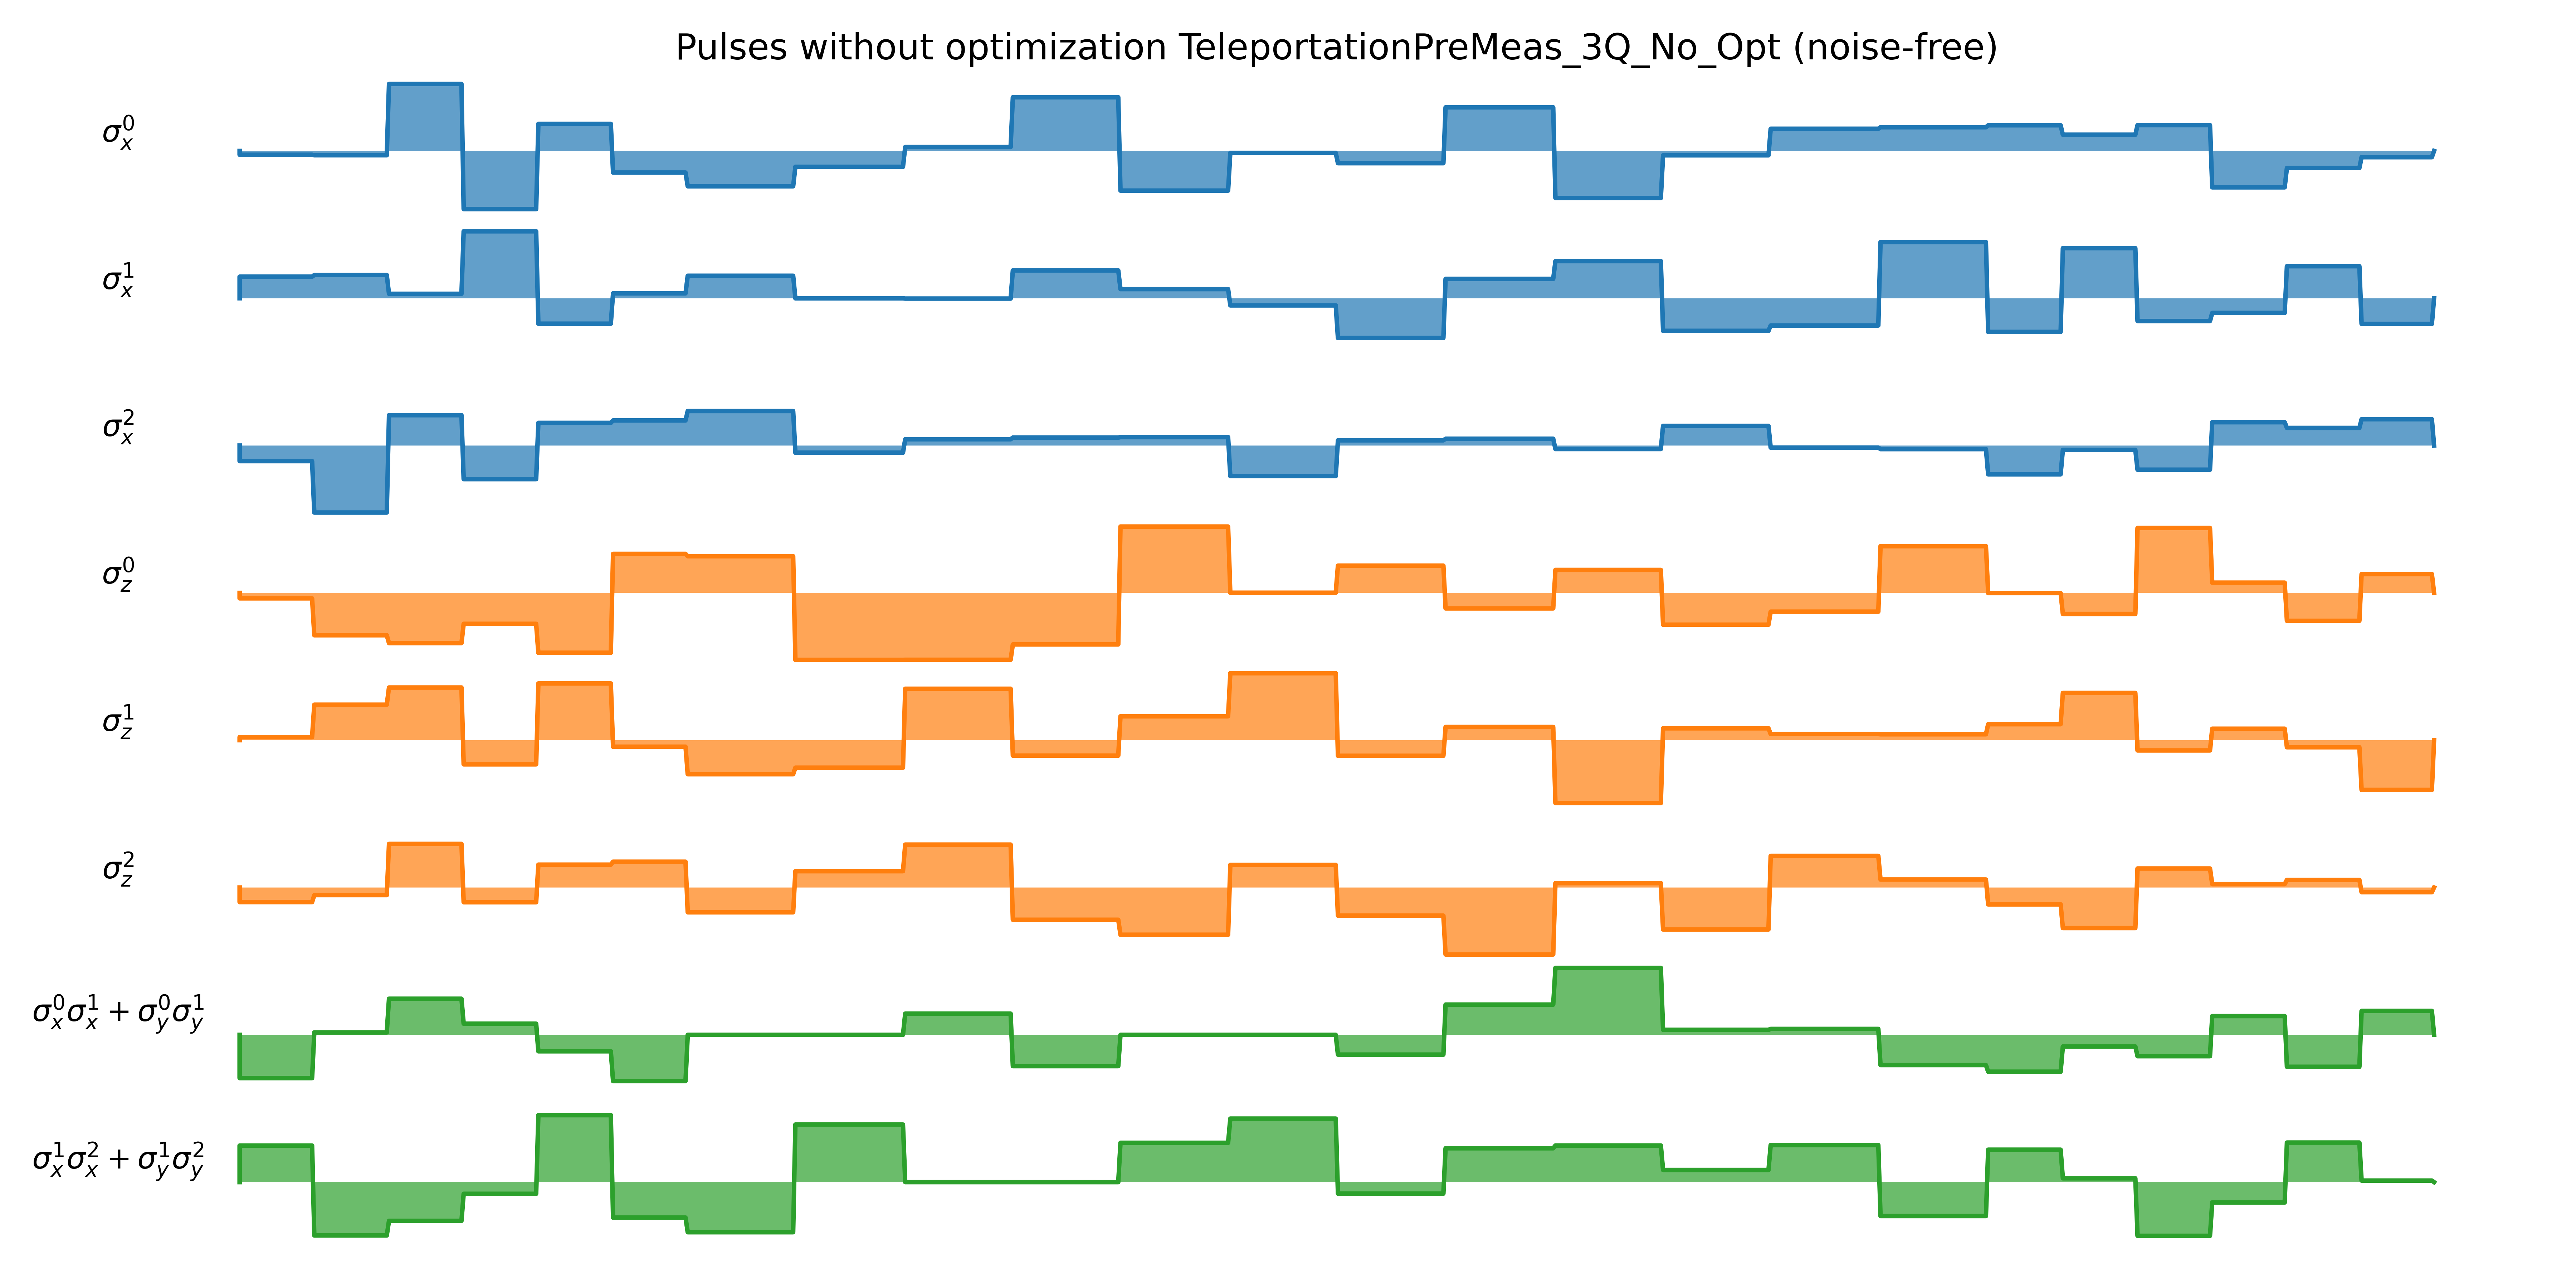 Pulses without optimization TeleportationPreMeas_3Q_No_Opt (noise-free)
σ_x^0
σ_x^1
σ_x^2
σ_z^0
σ_z^1
σ_z^2
σ_x^0σ_x^1 + σ_y^0σ_y^1
σ_x^1σ_x^2 + σ_y^1σ_y^2